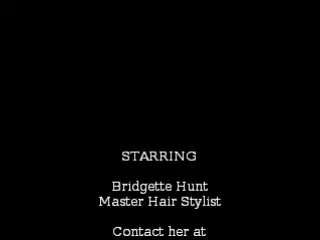 STARRING
Bridgette Hunt
Master Hair Stylist
Contact her at